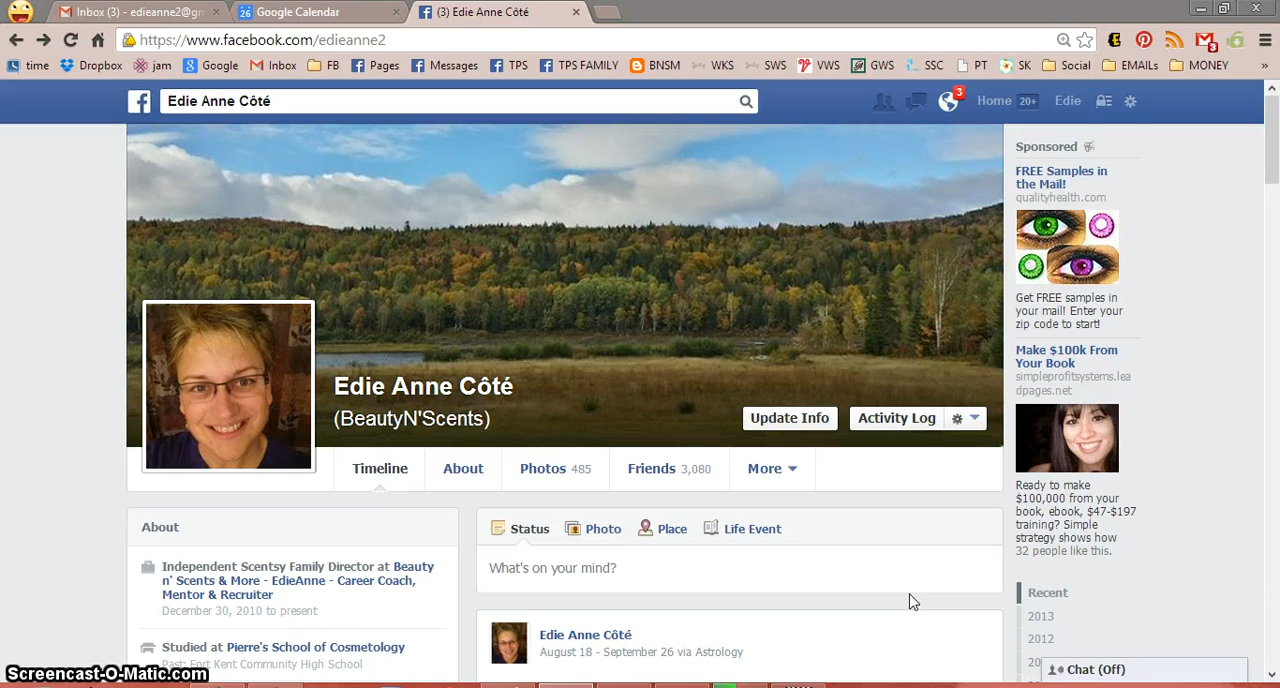 Inbox (3) - edieanne2@gm
26 Google Calendar
(3) Edie Anne Côté
https://www.facebook.com/edieanne2
3
time Dropbox jam Google Inbox FB Pages Messages TPS TPS FAMILY BNSM WKS SWS VWS GWS SSC PT SK Social EMAILs MONEY »
Edie Anne Côté
3
Home 20+ Edie
Edie Anne Côté
(BeautyN'Scents)
Update Info
Activity Log
Timeline About Photos 485 Friends 3,080 More
About
Independent Scentsy Family Director at Beauty
n' Scents & More - EdieAnne - Career Coach,
Mentor & Recruiter
December 30, 2010 to present
Studied at Pierre's School of Cosmetology
Past: Fort Kent Community High School
Status Photo Place Life Event
What's on your mind?
Edie Anne Côté
August 18 - September 26 via Astrology
Sponsored
FREE Samples in
the Mail!
qualityhealth.com
Get FREE samples in
your mail! Enter your
zip code to start!
Make $100k From
Your Book
simpleprofitsystems.lea
dpages.net
Ready to make
$100,000 from your
book, ebook, $47-$197
training? Simple
strategy shows how
32 people like this.
Recent
2013
2012
20
Chat (Off)
Screencast-O-Matic.com